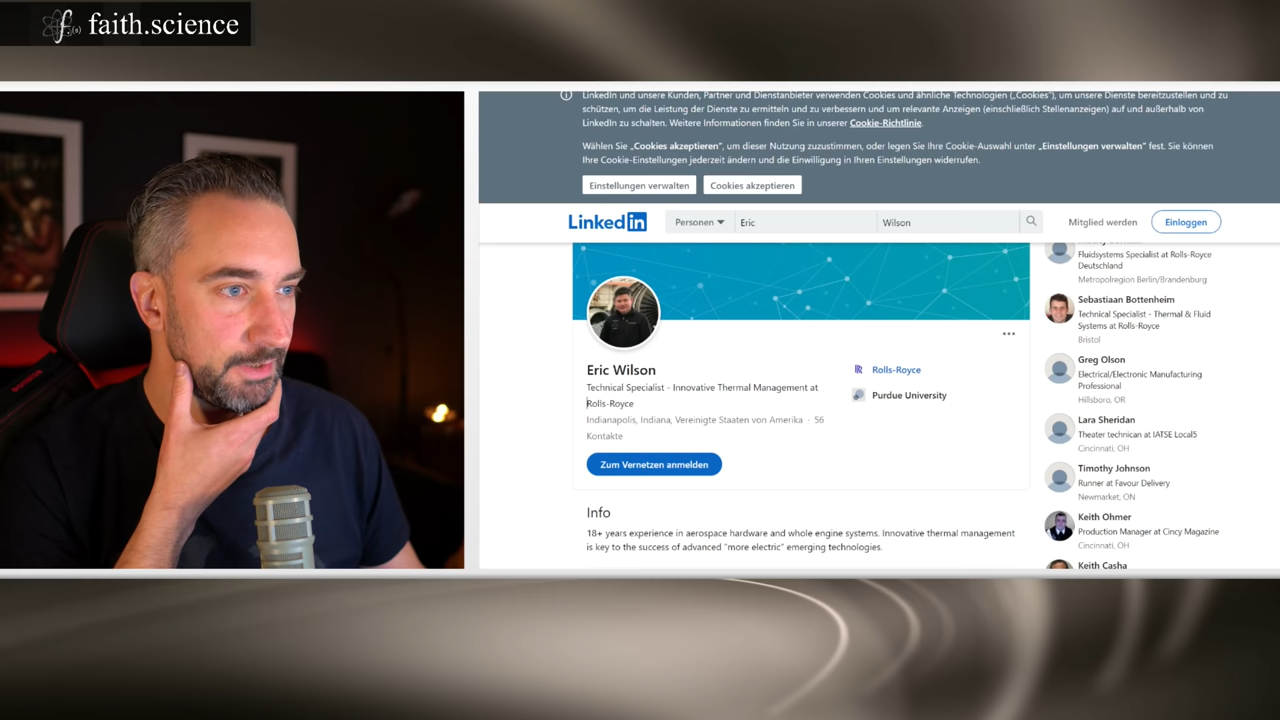 faith.science
LinkedIn und unsere Kunden, Partner und Dienstanbieter verwenden Cookies und ähnliche Technologien („Cookies“), um unsere Dienste bereitzustellen und zu
schützen, um die Leistung der Dienste zu ermitteln und zu verbessern und um relevante Anzeigen (einschließlich Stellenanzeigen) auf und außerhalb von
LinkedIn zu schalten. Weitere Informationen finden Sie in unserer Cookie-Richtlinie.
Wählen Sie „Cookies akzeptieren“, um dieser Nutzung zuzustimmen, oder legen Sie Ihre Cookie-Auswahl unter „Einstellungen verwalten“ fest. Sie können
Ihre Cookie-Einstellungen jederzeit ändern und die Einwilligung in Ihren Einstellungen widerrufen.
Einstellungen verwalten Cookies akzeptieren
LinkedIn Personen Eric Wilson Mitglied werden Einloggen
Eric Wilson
Technical Specialist - Innovative Thermal Management at
Rolls-Royce
Indianapolis, Indiana, Vereinigte Staaten von Amerika · 56
Kontakte
Zum Vernetzen anmelden
Rolls-Royce
Purdue University
Info
18+ years experience in aerospace hardware and whole engine systems. Innovative thermal management
is key to the success of advanced "more electric" emerging technologies.
Fluidsystems Specialist at Rolls-Royce
Deutschland
Metropolregion Berlin/Brandenburg
Sebastiaan Bottenheim
Technical Specialist - Thermal & Fluid
Systems at Rolls-Royce
Bristol
Greg Olson
Electrical/Electronic Manufacturing
Professional
Hillsboro, OR
Lara Sheridan
Theater technican at IATSE Local5
Cincinnati, OH
Timothy Johnson
Runner at Favour Delivery
Newmarket, ON
Keith Ohmer
Production Manager at Cincy Magazine
Cincinnati, OH
Keith Casha